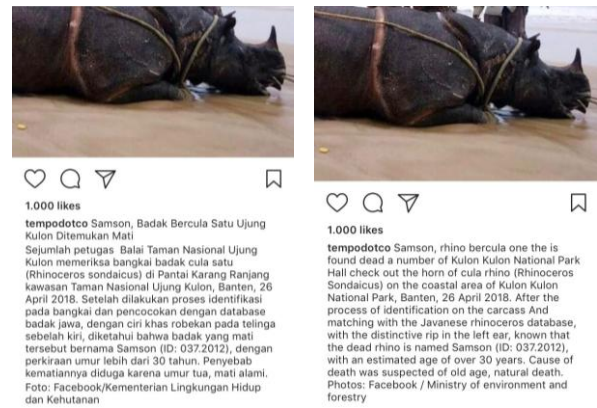 1.000 likes
tempodotco Samson, Badak Bercula Satu Ujung
Kulon Ditemukan Mati
Sejumlah petugas Balai Taman Nasional Ujung
Kulon memeriksa bangkai badak cula satu
(Rhinoceros sondaicus) di Pantai Karang Ranjang
kawasan Taman Nasional Ujung Kulon, Banten, 26
April 2018. Setelah dilakukan proses identifikasi
pada bangkai dan pencocokan dengan database
badak jawa, dengan ciri khas robekan pada telinga
sebelah kiri, diketahui bahwa badak yang mati
tersebut bernama Samson (ID: 037.2012), dengan
perkiraan umur lebih dari 30 tahun. Penyebab
kematiannya diduga karena umur tua, mati alami.
Foto: Facebook/Kementerian Lingkungan Hidup
dan Kehutanan
1.000 likes
tempodotco Samson, rhino bercula one the is
found dead a number of Kulon Kulon National Park
Hall check out the horn of cula rhino (Rhinoceros
Sondaicus) on the coastal area of Kulon Kulon
National Park, Banten, 26 April 2018. After the
process of identification on the carcass And
matching with the Javanese rhinoceros database,
with the distinctive rip in the left ear, known that
the dead rhino is named Samson (ID: 037.2012),
with an estimated age of over 30 years. Cause of
death was suspected of old age, natural death.
Photos: Facebook / Ministry of environment and
forestry